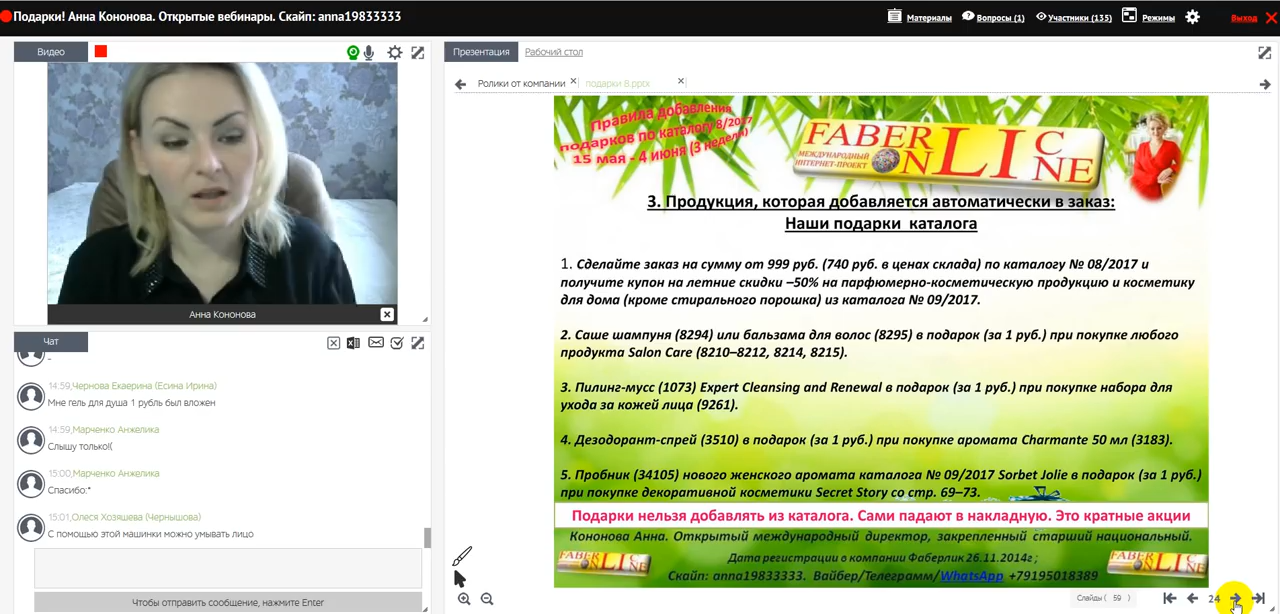 Подарки! Анна Кононова. Открытые вебинары. Скайп: anna19833333
Материалы
Вопросы (1)
Участники (135)
Режимы
Выход
Видео
Анна Кононова
Чат
14:59,Чернова Екаерина (Есина Ирина)
Мне гель для душа 1 рубль был вложен
14:59,Марченко Анжелика
Слышу только!(
15:00,Марченко Анжелика
Спасибо:*
15:01,Олеся Хозяшева (Чернышова)
С помощью этой машинки можно умывать лицо
Чтобы отправить сообщение, нажмите Enter
Презентация
Рабочий стол
Ролики от компании
подарки 8.pptx
Правила добавления
подарков по каталогу 8/2017
15 мая - 4 июня (3 недели)
FABERLIC
ONLINE
МЕЖДУНАРОДНЫЙ
ИНТЕРНЕТ-ПРОЕКТ
3. Продукция, которая добавляется автоматически в заказ:
Наши подарки каталога
1. Сделайте заказ на сумму от 999 руб. (740 руб. в ценах склада) по каталогу № 08/2017 и
получите купон на летние скидки –50% на парфюмерно-косметическую продукцию и косметику
для дома (кроме стирального порошка) из каталога № 09/2017.
2. Саше шампуня (8294) или бальзама для волос (8295) в подарок (за 1 руб.) при покупке любого
продукта Salon Care (8210–8212, 8214, 8215).
3. Пилинг-мусс (1073) Expert Cleansing and Renewal в подарок (за 1 руб.) при покупке набора для
ухода за кожей лица (9261).
4. Дезодорант-спрей (3510) в подарок (за 1 руб.) при покупке аромата Charmante 50 мл (3183).
5. Пробник (34105) нового женского аромата каталога № 09/2017 Sorbet Jolie в подарок (за 1 руб.)
при покупке декоративной косметики Secret Story со стр. 69–73.
Подарки нельзя добавлять из каталога. Сами падают в накладную. Это кратные акции
Кононова Анна. Открытый международный директор, закрепленный старший национальный.
Дата регистрации в компании Фаберлик 26.11.2014г;
Скайп: anna19833333. Вайбер/Телеграмм/WhatsApp +79195018389
FABERLIC
ONLINE
FABERLIC
ONLINE
Слайды ( 59 )
24